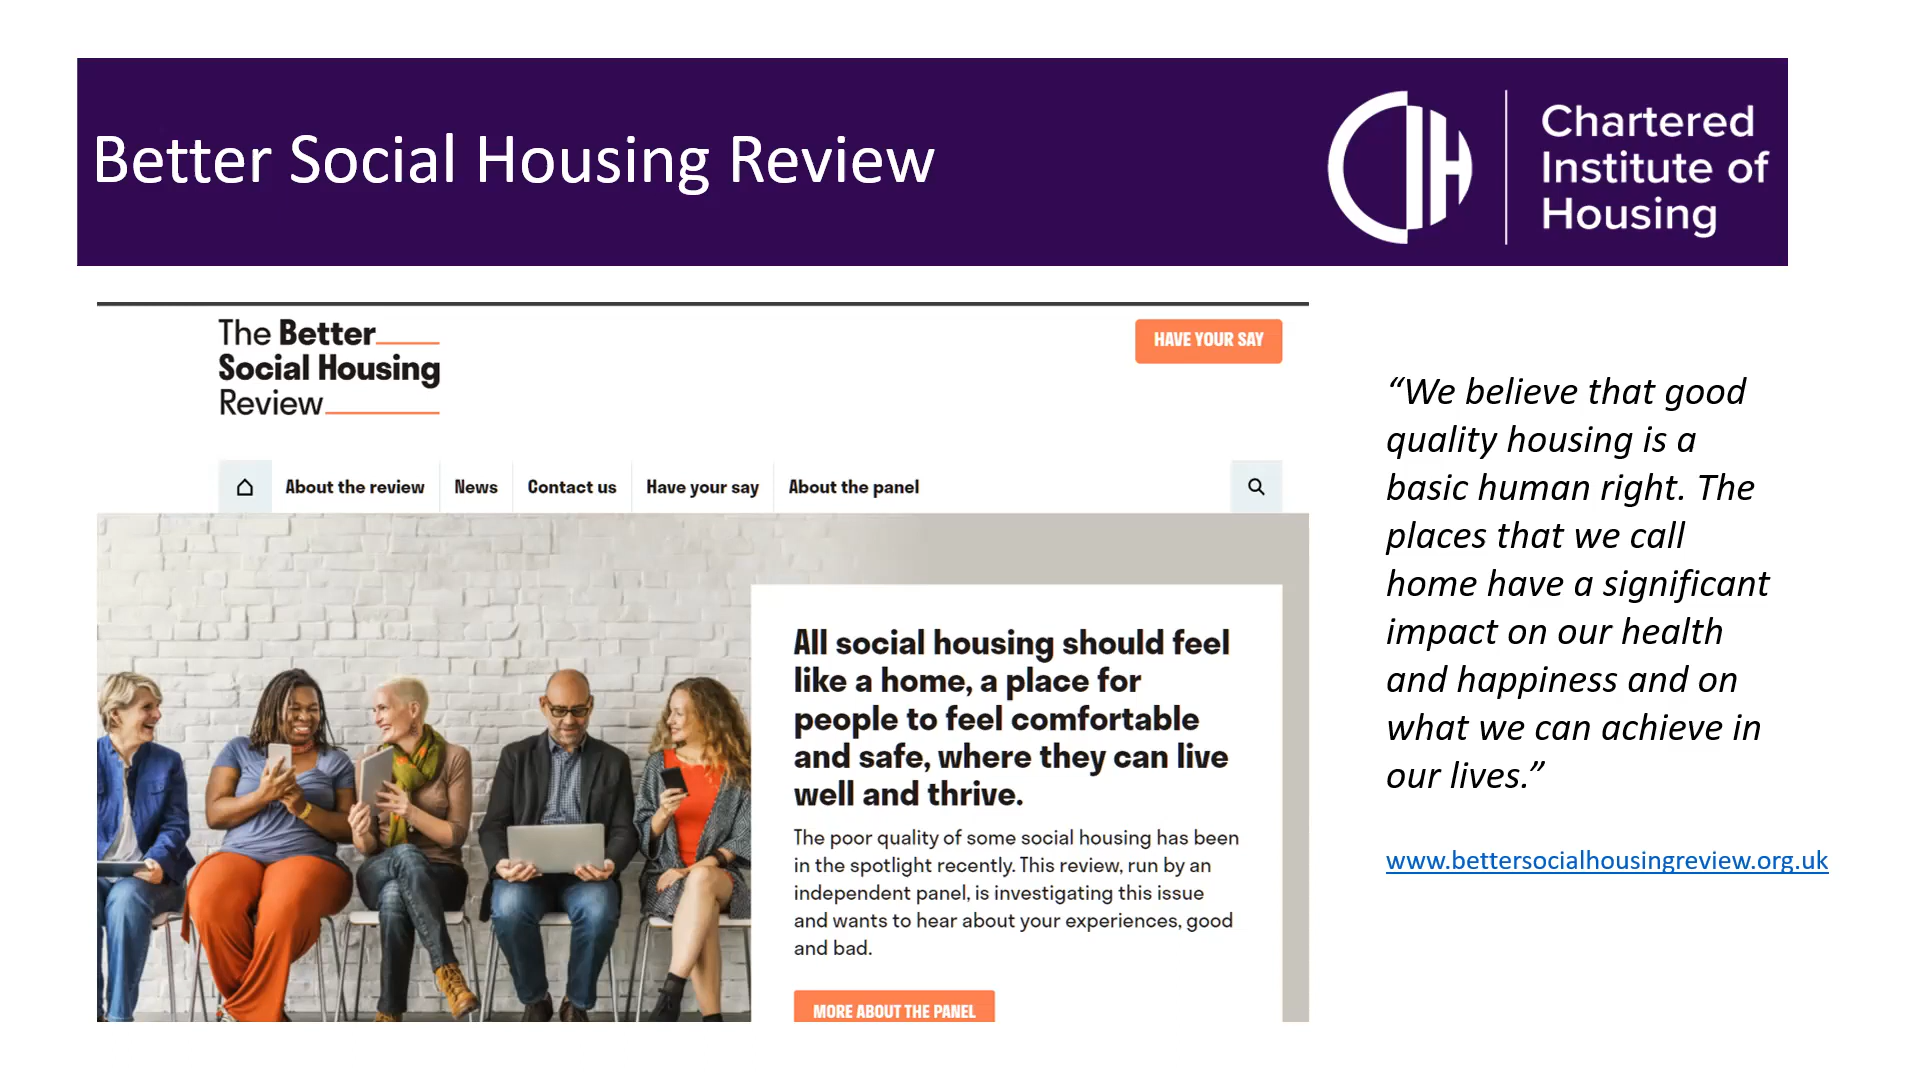 Better Social Housing Review
CIH
Chartered
Institute of
Housing
The Better
Social Housing
Review
HAVE YOUR SAY
About the review News Contact us Have your say About the panel
All social housing should feel
like a home, a place for
people to feel comfortable
and safe, where they can live
well and thrive.
The poor quality of some social housing has been
in the spotlight recently. This review, run by an
independent panel, is investigating this issue
and wants to hear about your experiences, good
and bad.
MORE ABOUT THE PANEL
“We believe that good
quality housing is a
basic human right. The
places that we call
home have a significant
impact on our health
and happiness and on
what we can achieve in
our lives.”
www.bettersocialhousingreview.org.uk